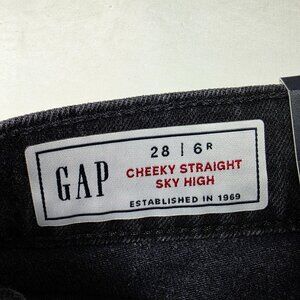 28 | 6R
GAP
CHEEKY STRAIGHT
SKY HIGH
ESTABLISHED IN 1969